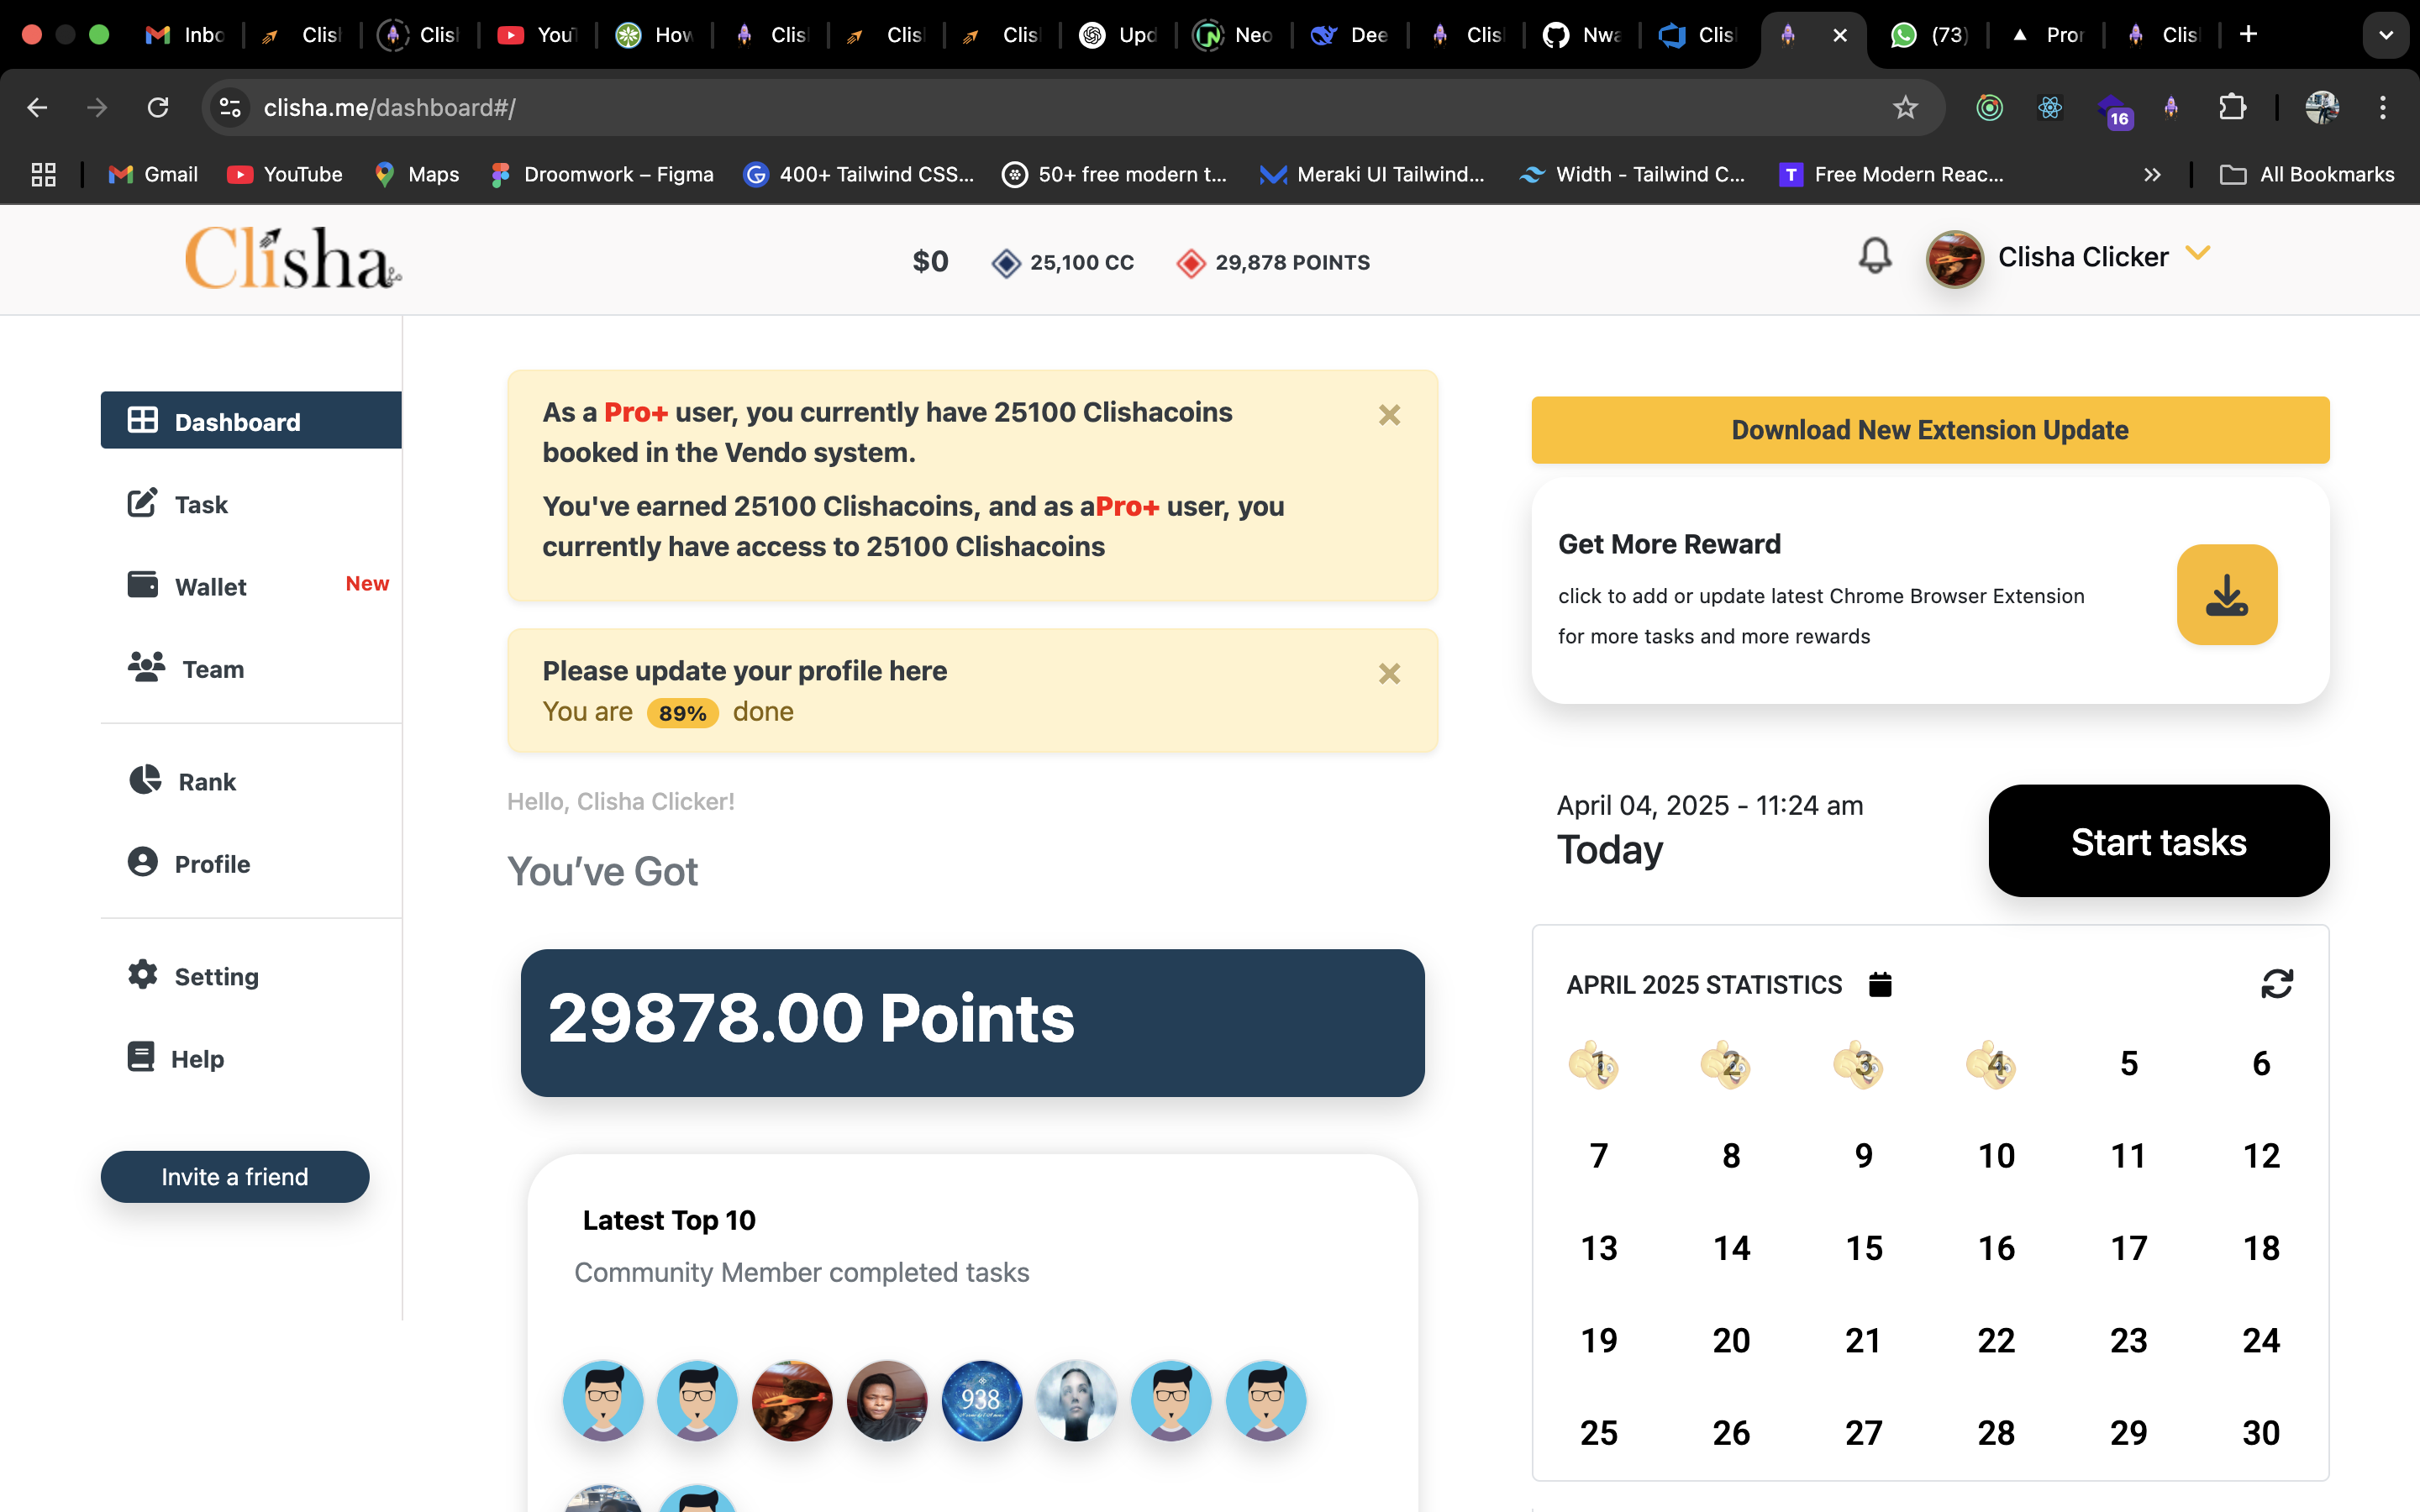 Inbo
Clis
Clis
YouT
How
Clis
Clis
Clis
Upd
Neo
Dee
Clis
Nwa
Clis
(73)
Pror
Clis
clisha.me/dashboard#/
16
Gmail
YouTube
Maps
Droomwork – Figma
400+ Tailwind CSS...
50+ free modern t...
Meraki UI Tailwind...
Width - Tailwind C...
T
Free Modern Reac...
All Bookmarks
Clisha
$0
25,100 CC
29,878 POINTS
Clisha Clicker
Dashboard
Task
Wallet
New
Team
Rank
Profile
Setting
Help
Invite a friend
As a Pro+ user, you currently have 25100 Clishacoins
booked in the Vendo system.
You've earned 25100 Clishacoins, and as aPro+ user, you
currently have access to 25100 Clishacoins
Please update your profile here
You are 89% done
Hello, Clisha Clicker!
You’ve Got
29878.00 Points
Latest Top 10
Community Member completed tasks
938
Download New Extension Update
Get More Reward
click to add or update latest Chrome Browser Extension
for more tasks and more rewards
April 04, 2025 - 11:24 am
Today
Start tasks
APRIL 2025 STATISTICS
1 2 3 4 5 6
7 8 9 10 11 12
13 14 15 16 17 18
19 20 21 22 23 24
25 26 27 28 29 30